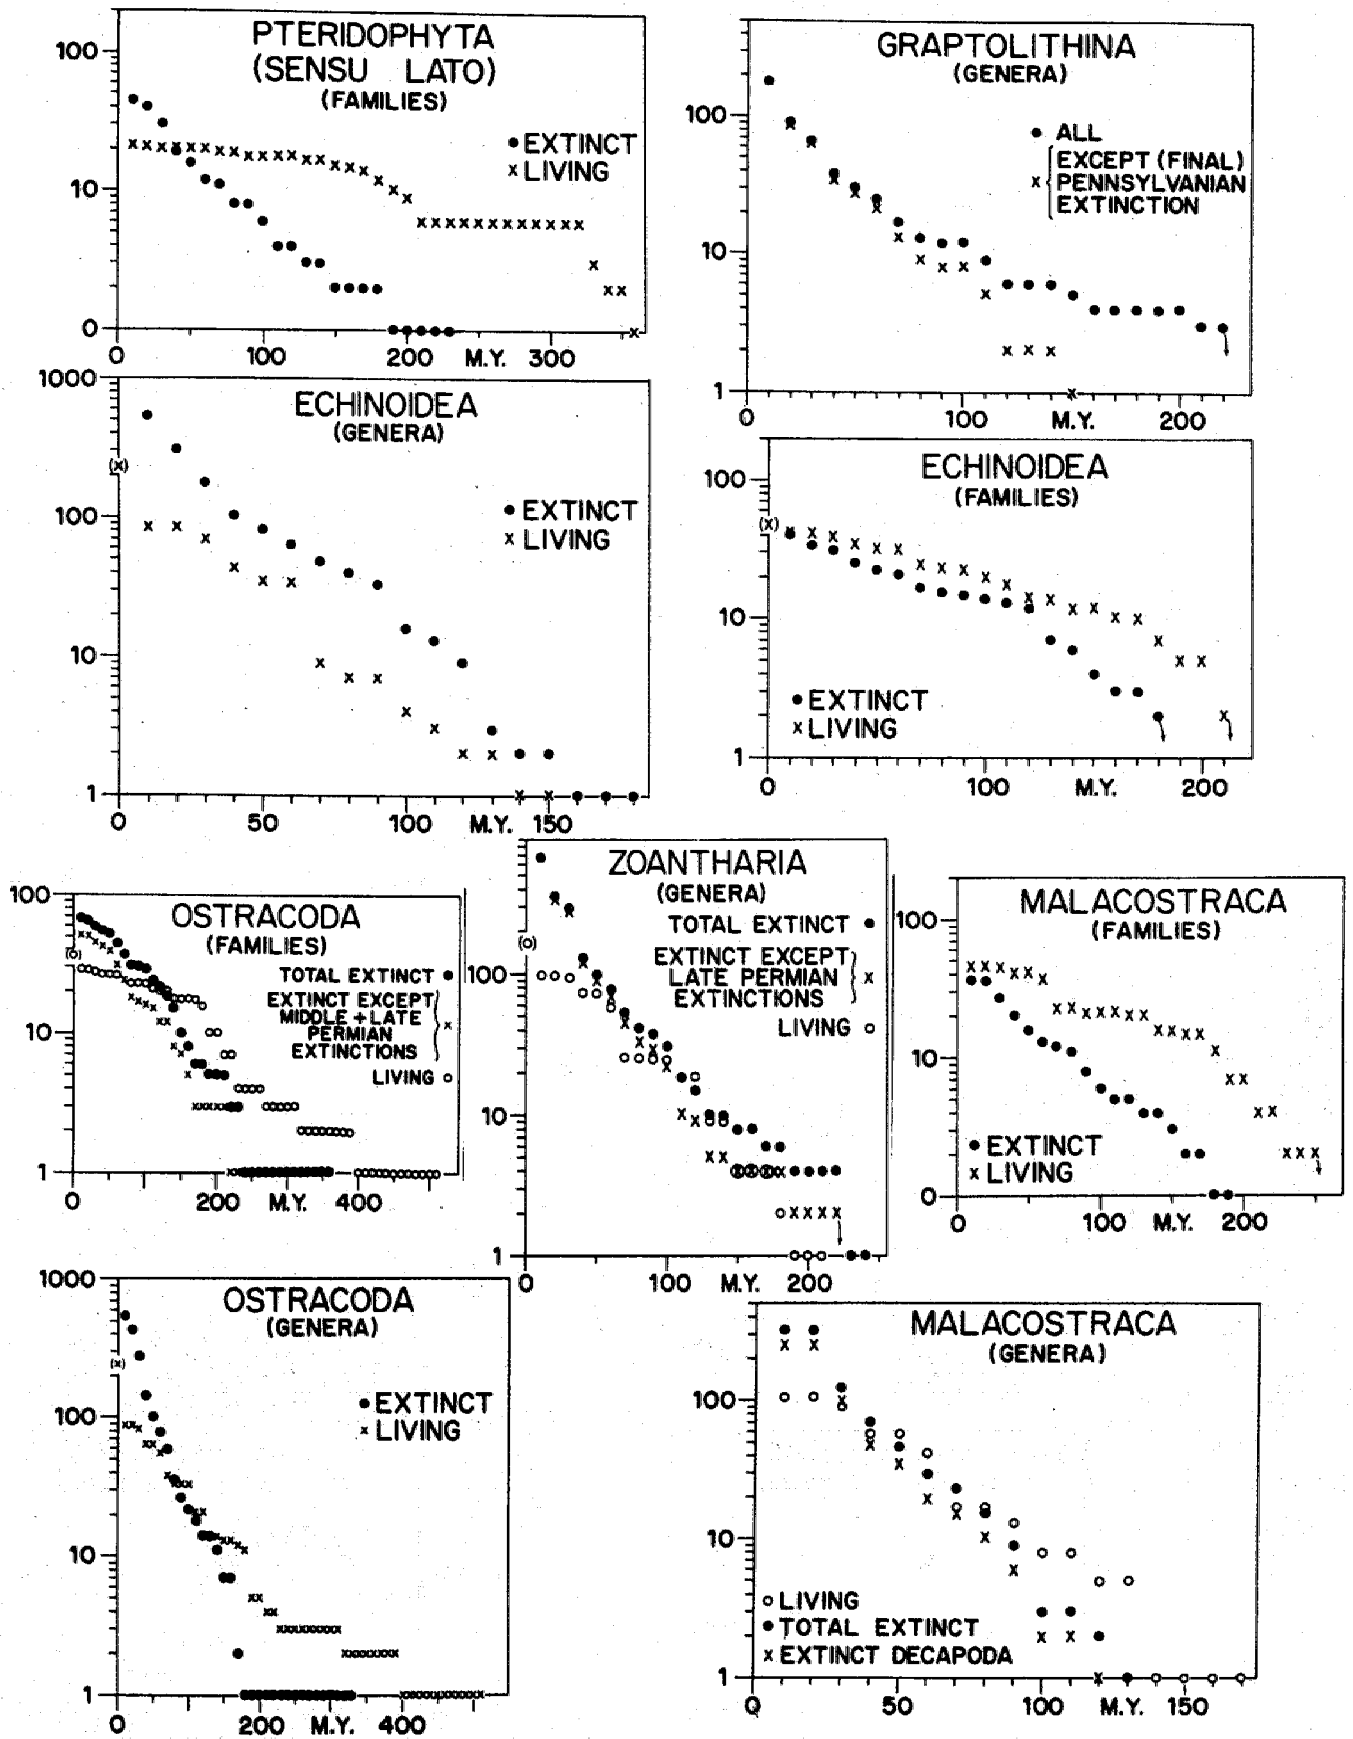 PTERIDOPHYTA
(SENSU LATO)
(FAMILIES)
• EXTINCT
x LIVING
100
10
0
0 100 200 M.Y. 300
GRAPTOLITHINA
(GENERA)
• ALL
x EXCEPT (FINAL)
PENNSYLVANIAN
EXTINCTION
100
10
1
0 100 M.Y. 200
ECHINOIDEA
(GENERA)
• EXTINCT
x LIVING
1000
(x)
100
10
1
0 50 100 M.Y. 150
ECHINOIDEA
(FAMILIES)
100
(x)
10
• EXTINCT
x LIVING
1
0 100 M.Y. 200
OSTRACODA
(FAMILIES)
TOTAL EXTINCT •
EXTINCT EXCEPT
MIDDLE + LATE x
PERMIAN
EXTINCTIONS
LIVING o
100
(o)
10
1
0 200 M.Y. 400
ZOANTHARIA
(GENERA)
TOTAL EXTINCT •
EXTINCT EXCEPT
LATE PERMIAN x
EXTINCTIONS
LIVING o
(o)
100
10
1
0 100 M.Y. 200
MALACOSTRACA
(FAMILIES)
100
10
• EXTINCT
x LIVING
0
0 100 M.Y. 200
OSTRACODA
(GENERA)
• EXTINCT
x LIVING
1000
(x)
100
10
1
0 200 M.Y. 400
MALACOSTRACA
(GENERA)
100
10
o LIVING
• TOTAL EXTINCT
x EXTINCT DECAPODA
1
0 50 100 M.Y. 150